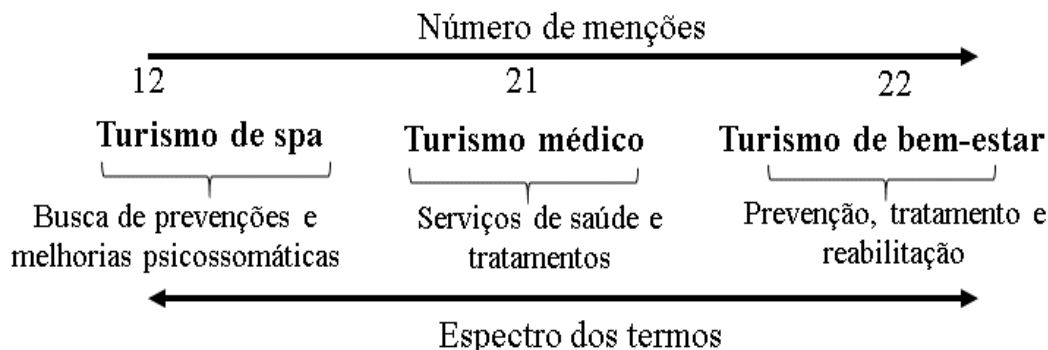 Número de menções
12 21 22
Turismo de spa Turismo médico Turismo de bem-estar
Busca de prevenções e Serviços de saúde e Prevenção, tratamento e
melhorias psicossomáticas tratamentos reabilitação
Espectro dos termos